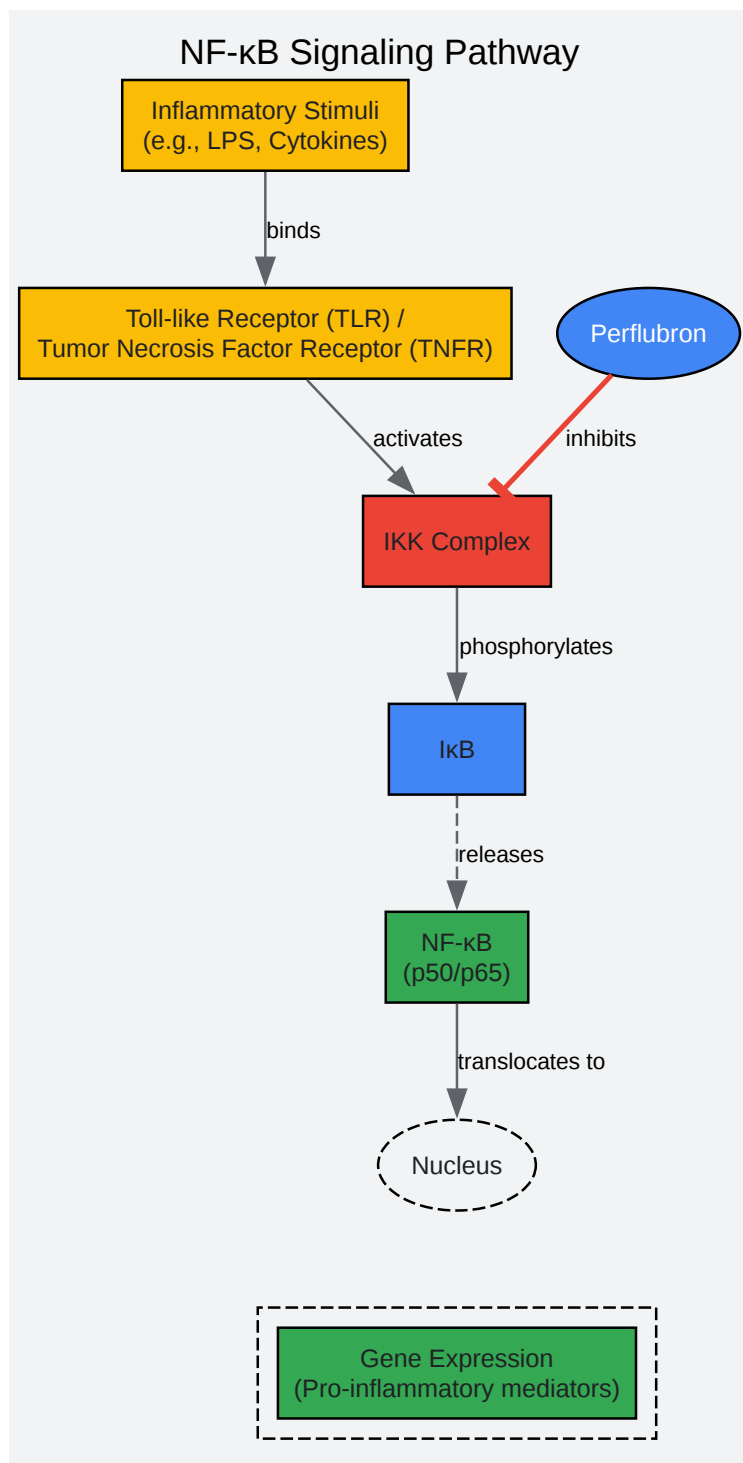 NF-κB Signaling Pathway
Inflammatory Stimuli
(e.g., LPS, Cytokines)
binds
Toll-like Receptor (TLR) /
Tumor Necrosis Factor Receptor (TNFR)
Perflubron
activates
inhibits
IKK Complex
phosphorylates
IκB
releases
NF-κB
(p50/p65)
translocates to
Nucleus
Gene Expression
(Pro-inflammatory mediators)